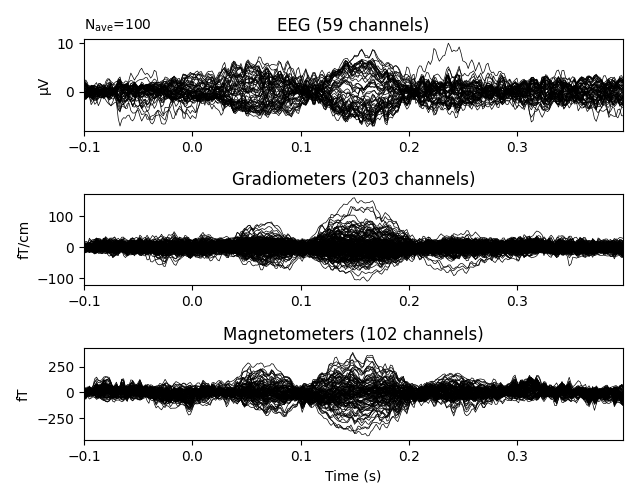 N_ave=100
EEG (59 channels)
10
0
µV
−0.1 0.0 0.1 0.2 0.3
Gradiometers (203 channels)
100
0
−100
fT/cm
−0.1 0.0 0.1 0.2 0.3
Magnetometers (102 channels)
250
0
−250
fT
−0.1 0.0 0.1 0.2 0.3
Time (s)